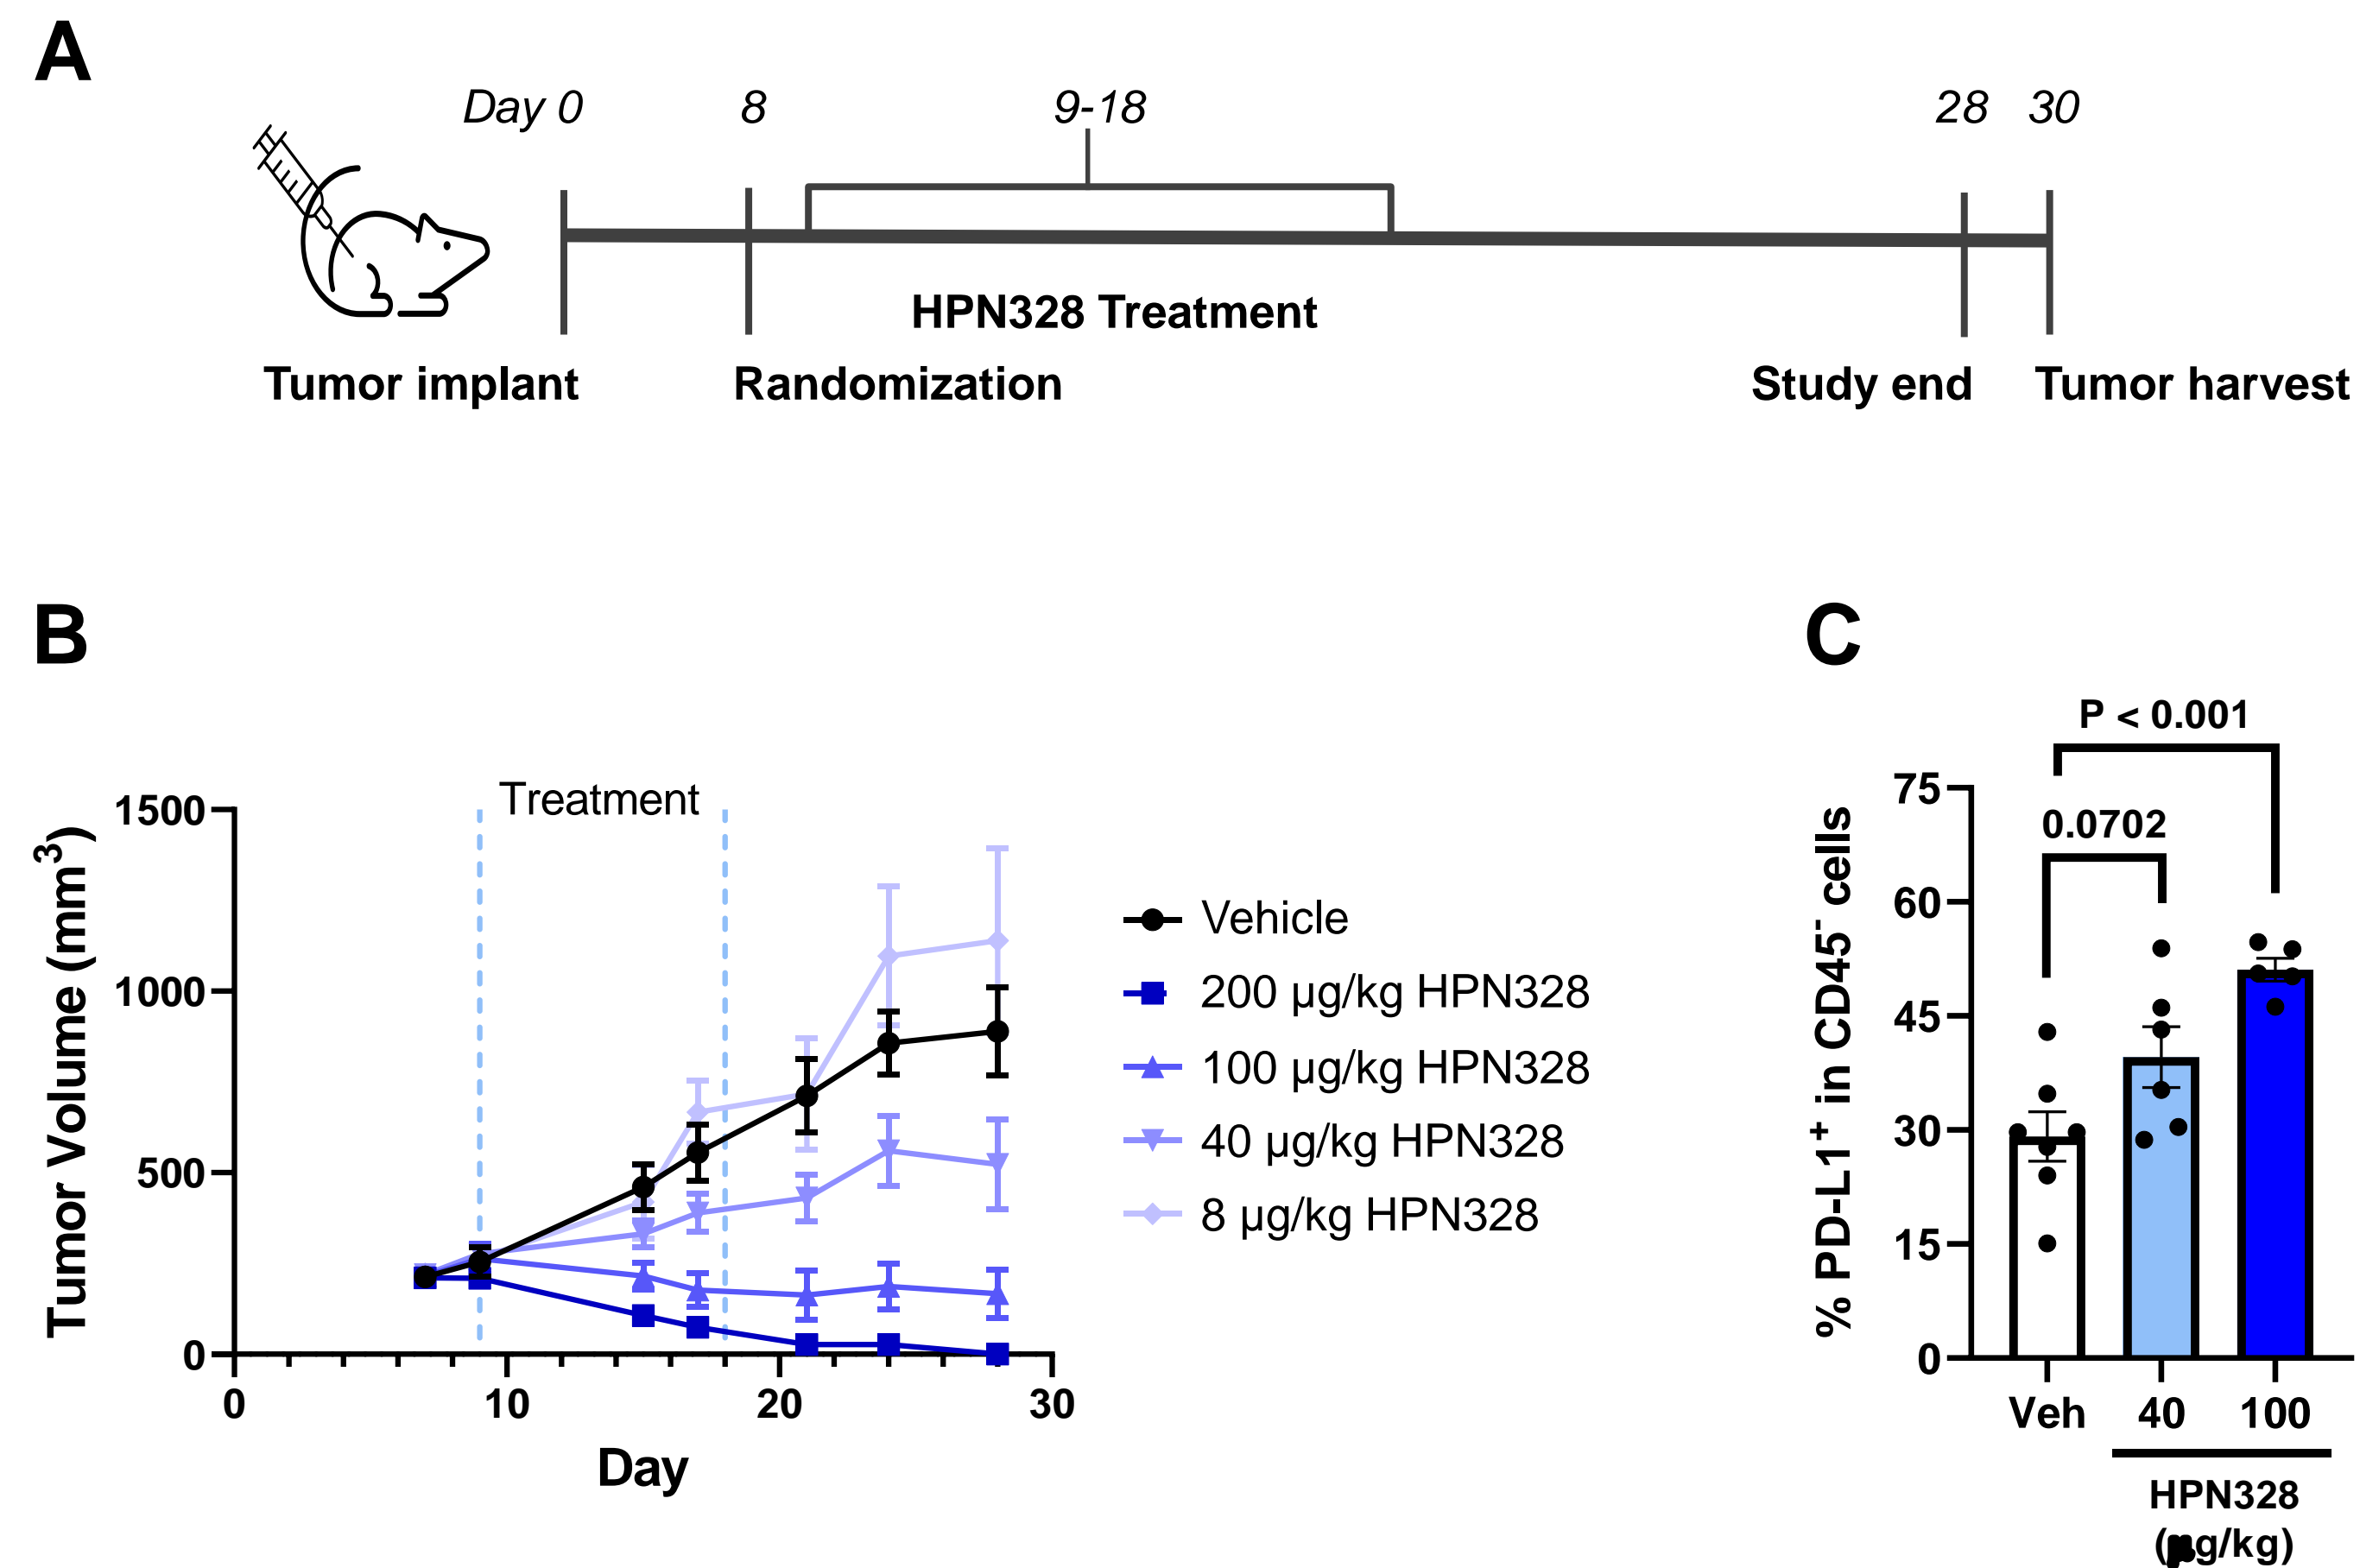 A
Day 0
8
9-18
28
30
HPN328 Treatment
Tumor implant
Randomization
Study end
Tumor harvest
B
Treatment
Tumor Volume (mm³)
1500
1000
500
0
0
10
20
30
Day
Vehicle
200 µg/kg HPN328
100 µg/kg HPN328
40 µg/kg HPN328
8 µg/kg HPN328
C
P < 0.001
0.0702
% PD-L1⁺ in CD45⁻ cells
75
60
45
30
15
0
Veh
40
100
HPN328
(µg/kg)